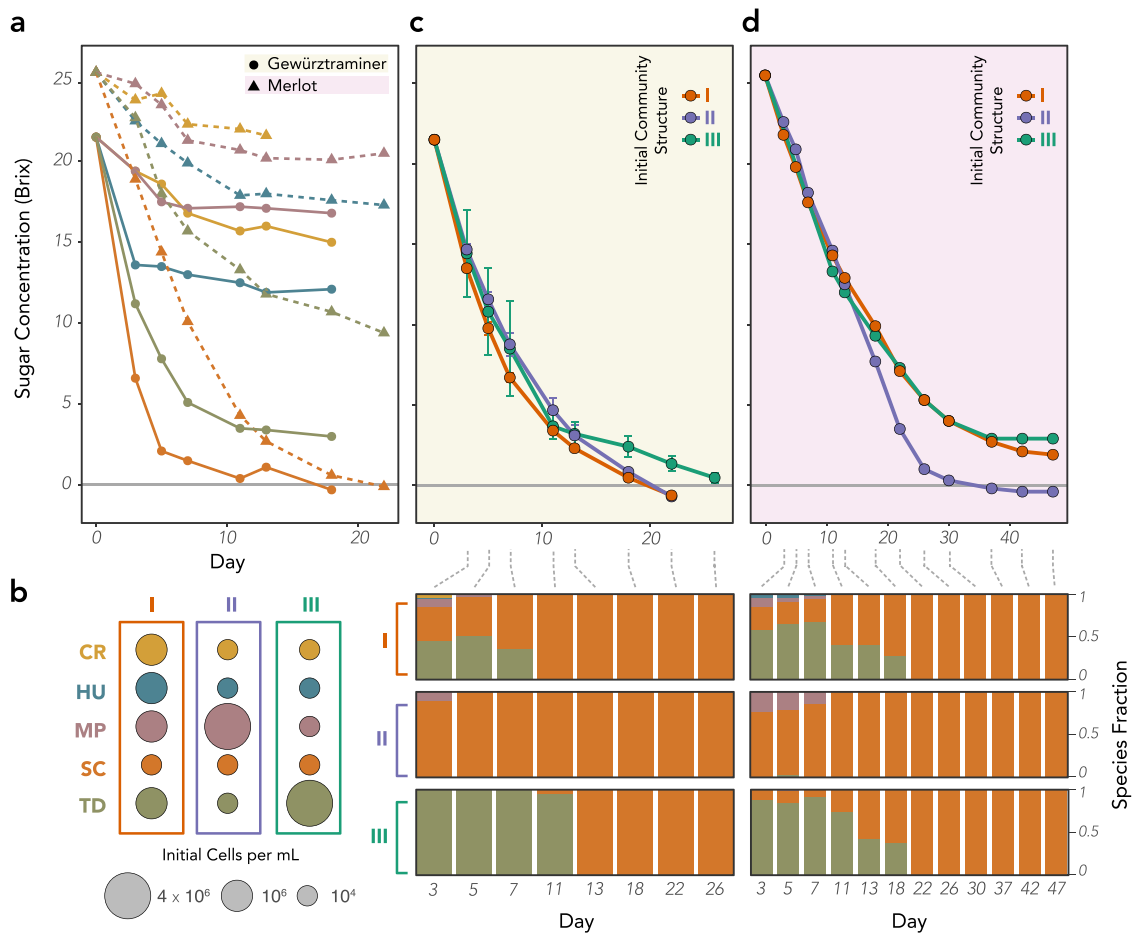 a
Sugar Concentration (Brix)
25
20
15
10
5
0
Gewürztraminer
Merlot
0
10
20
Day
c
Initial Community
Structure
I
II
III
0
10
20
d
Initial Community
Structure
I
II
III
0
10
20
30
40
b
I
II
III
CR
HU
MP
SC
TD
Initial Cells per mL
4 x 10⁶
10⁶
10⁴
I
II
III
3 5 7 11 13 18 22 26
Day
3 5 7 11 13 18 22 26 30 37 42 47
Day
1
0.5
0
1
0.5
0
1
0.5
0
Species Fraction